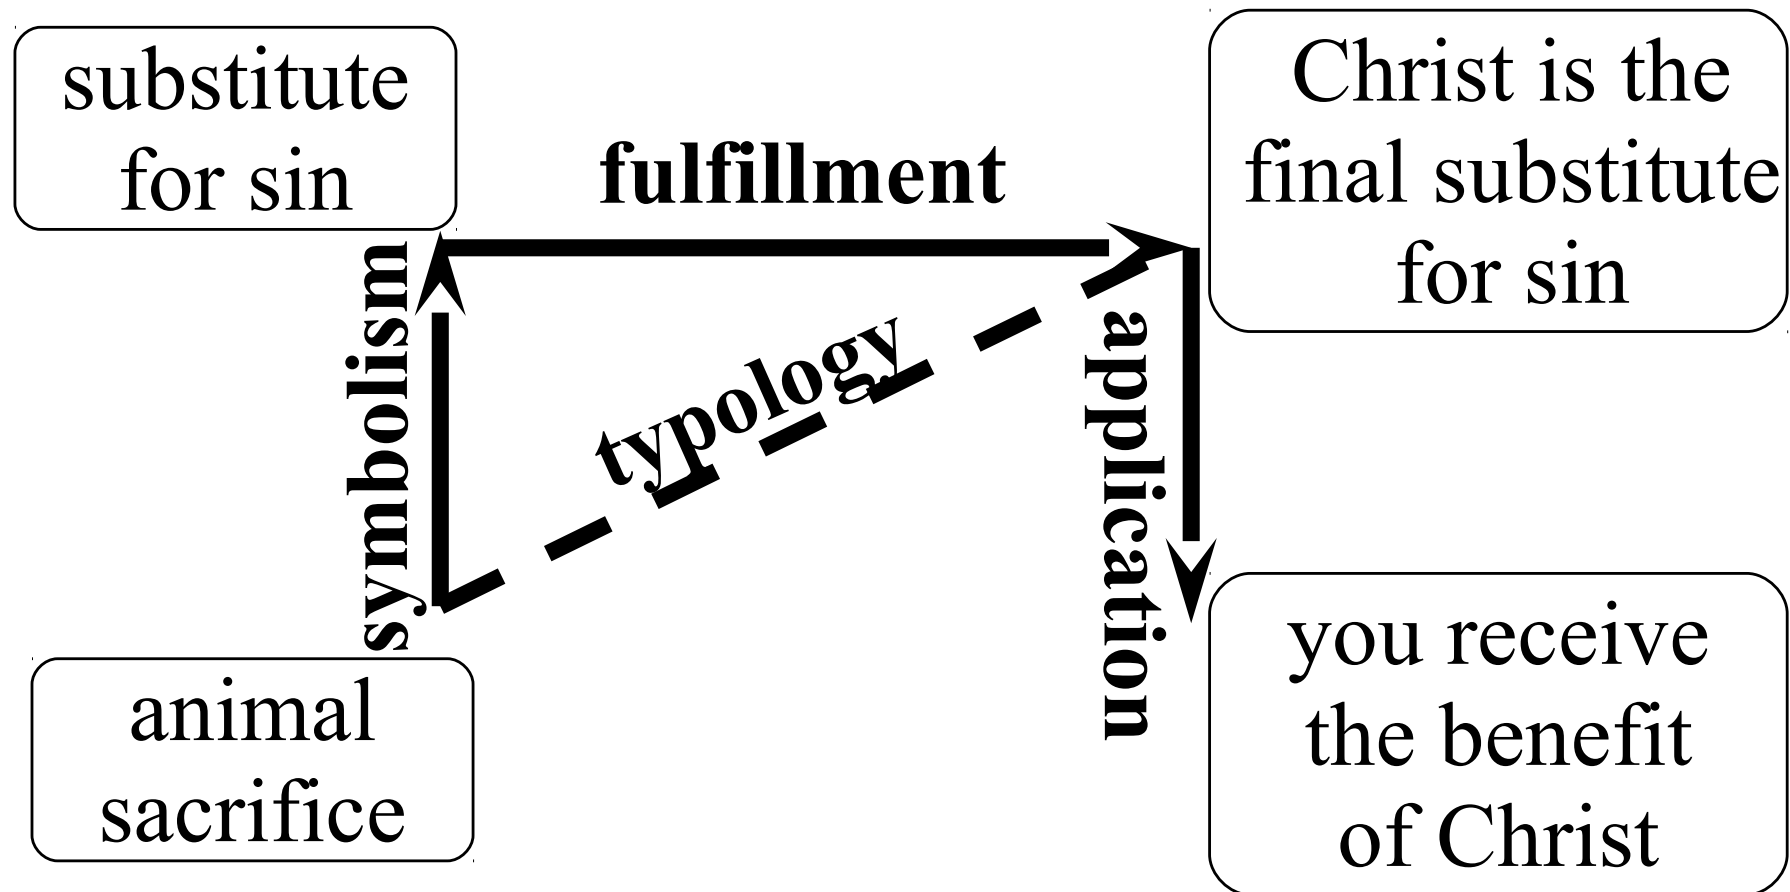 substitute
for sin
fulfillment
Christ is the
final substitute
for sin
symbolism
typology
application
animal
sacrifice
you receive
the benefit
of Christ